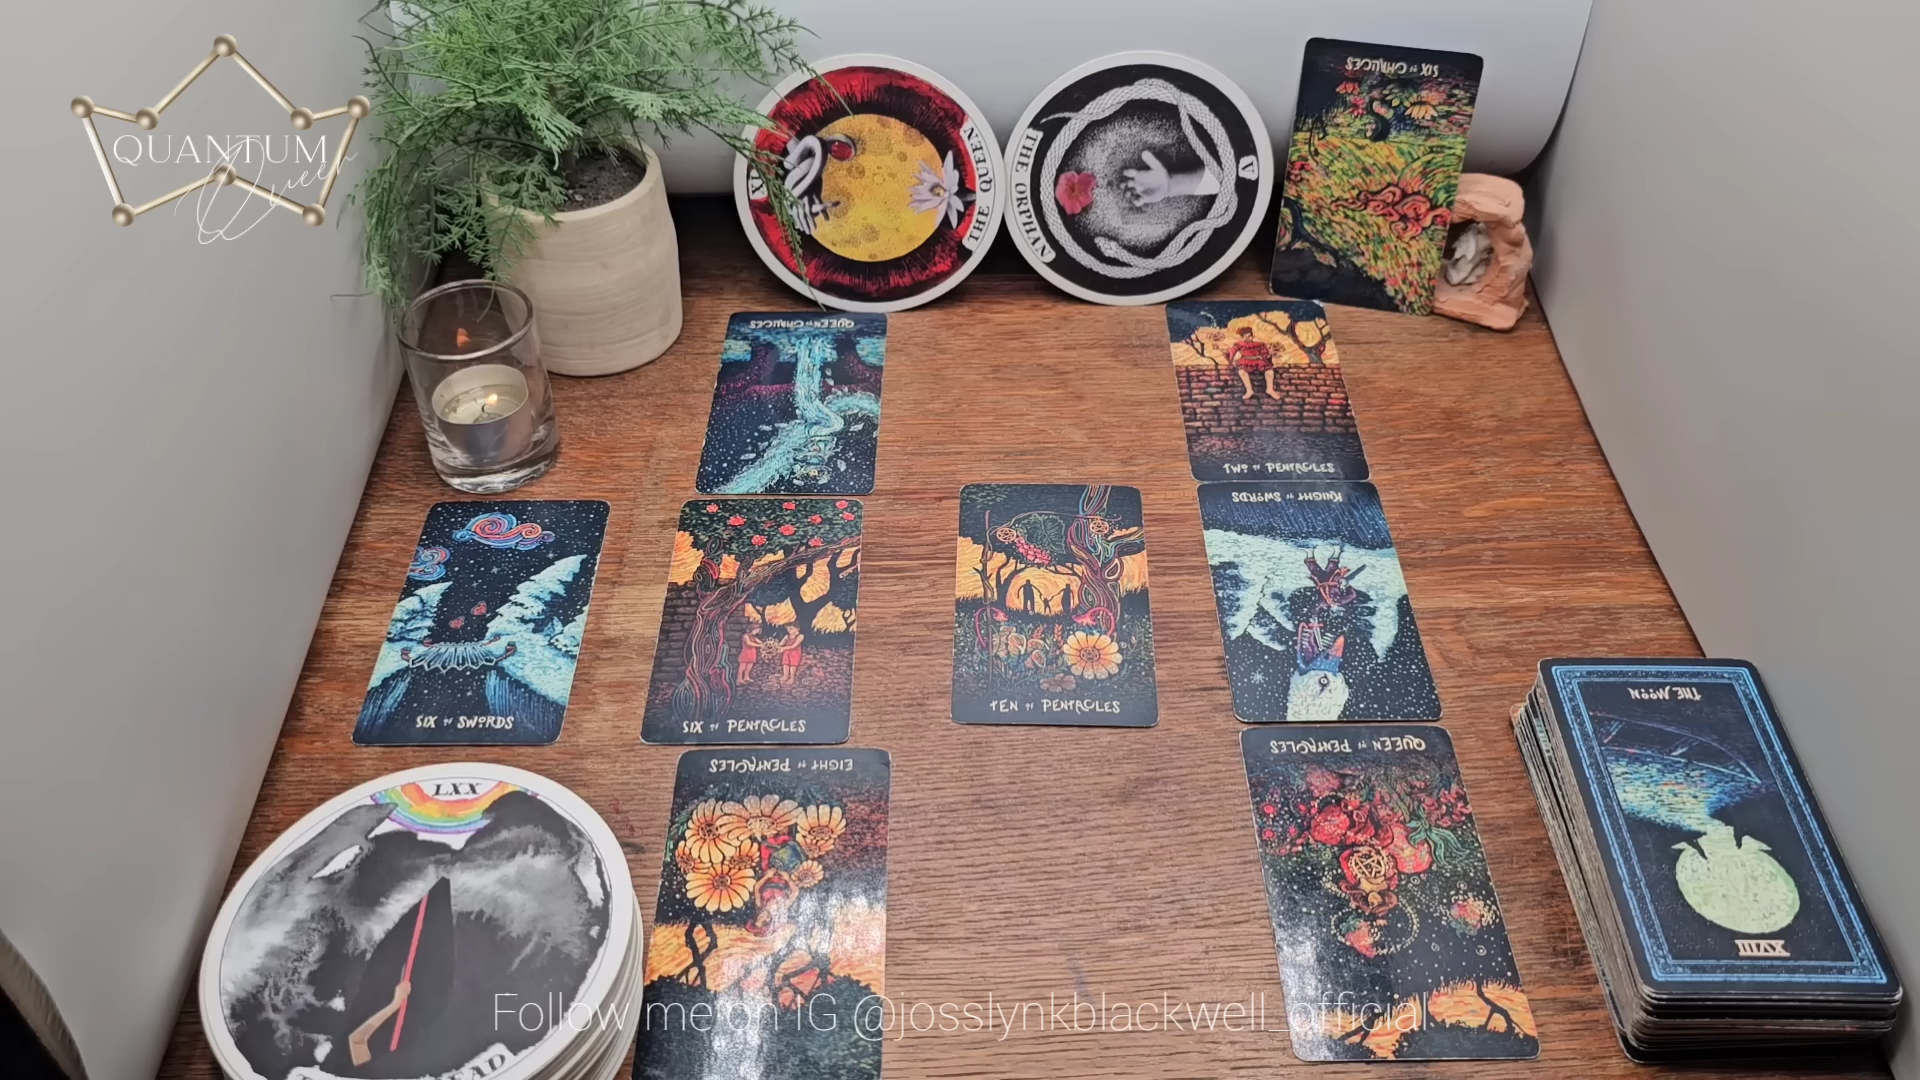 QUANTUM
Queen
IX
THE QUEEN
THE ORPHAN
V
SIX OF CHALICES
QUEEN OF CHALICES
TWO OF PENTACLES
KNIGHT OF SWORDS
SIX OF SWORDS
SIX OF PENTACLES
TEN OF PENTACLES
THE MOON
XVIII
EIGHT OF PENTACLES
QUEEN OF PENTACLES
LXX
Follow me on IG @josslynkblackwell_official